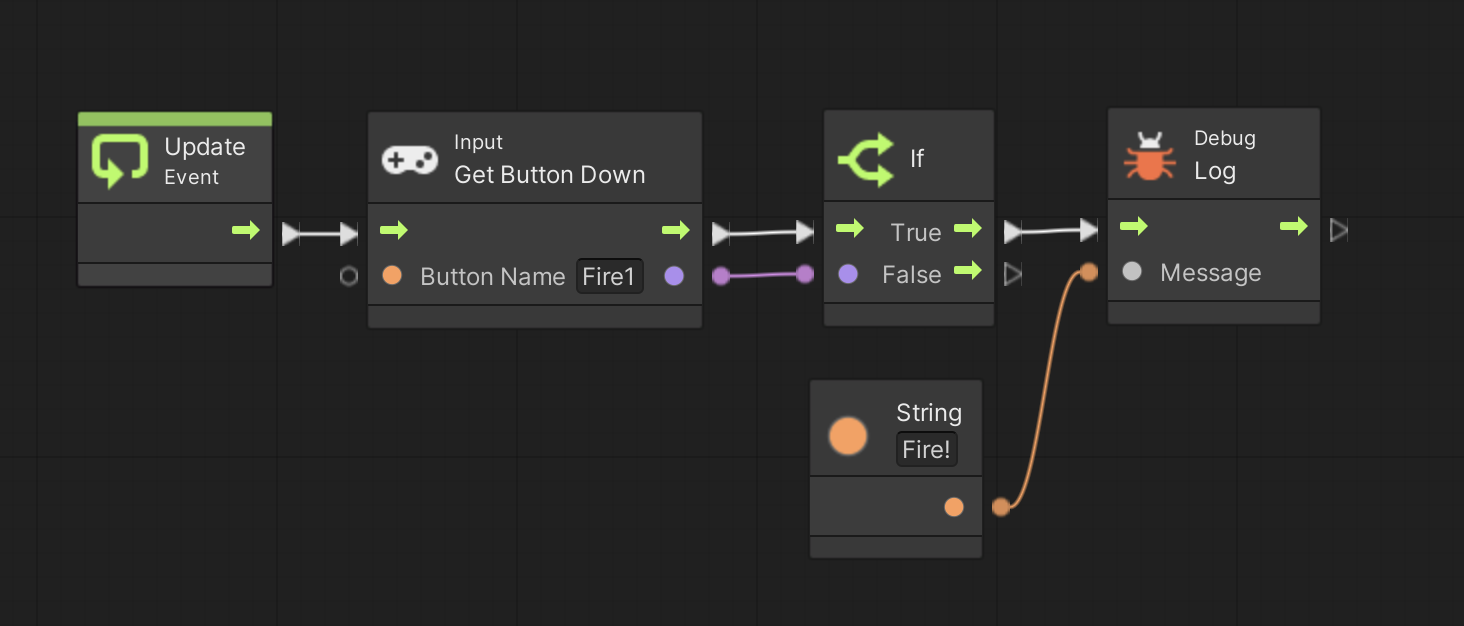 Update
Event
Input
Get Button Down
Button Name Fire1
If
True
False
Debug
Log
Message
String
Fire!